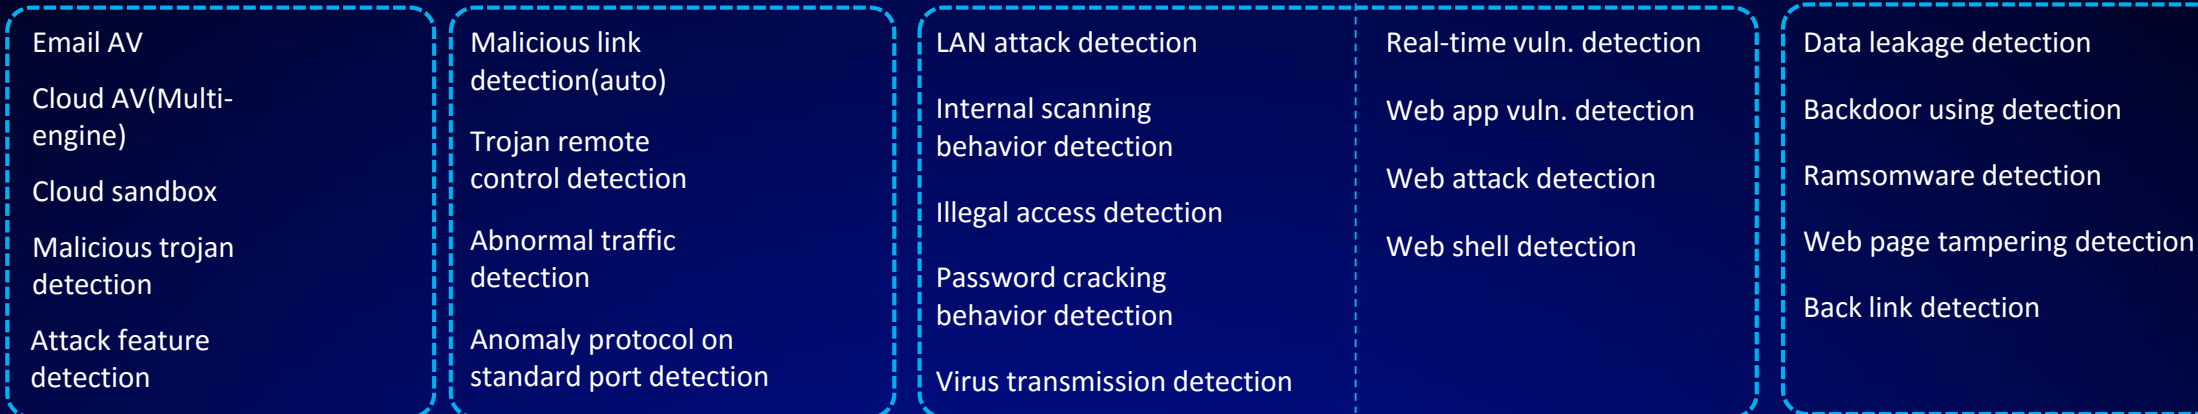 Email AV
Cloud AV(Multi-
engine)
Cloud sandbox
Malicious trojan
detection
Attack feature
detection
Malicious link
detection(auto)
Trojan remote
control detection
Abnormal traffic
detection
Anomaly protocol on
standard port detection
LAN attack detection
Internal scanning
behavior detection
Illegal access detection
Password cracking
behavior detection
Virus transmission detection
Real-time vuln. detection
Web app vuln. detection
Web attack detection
Web shell detection
Data leakage detection
Backdoor using detection
Ramsomware detection
Web page tampering detection
Back link detection